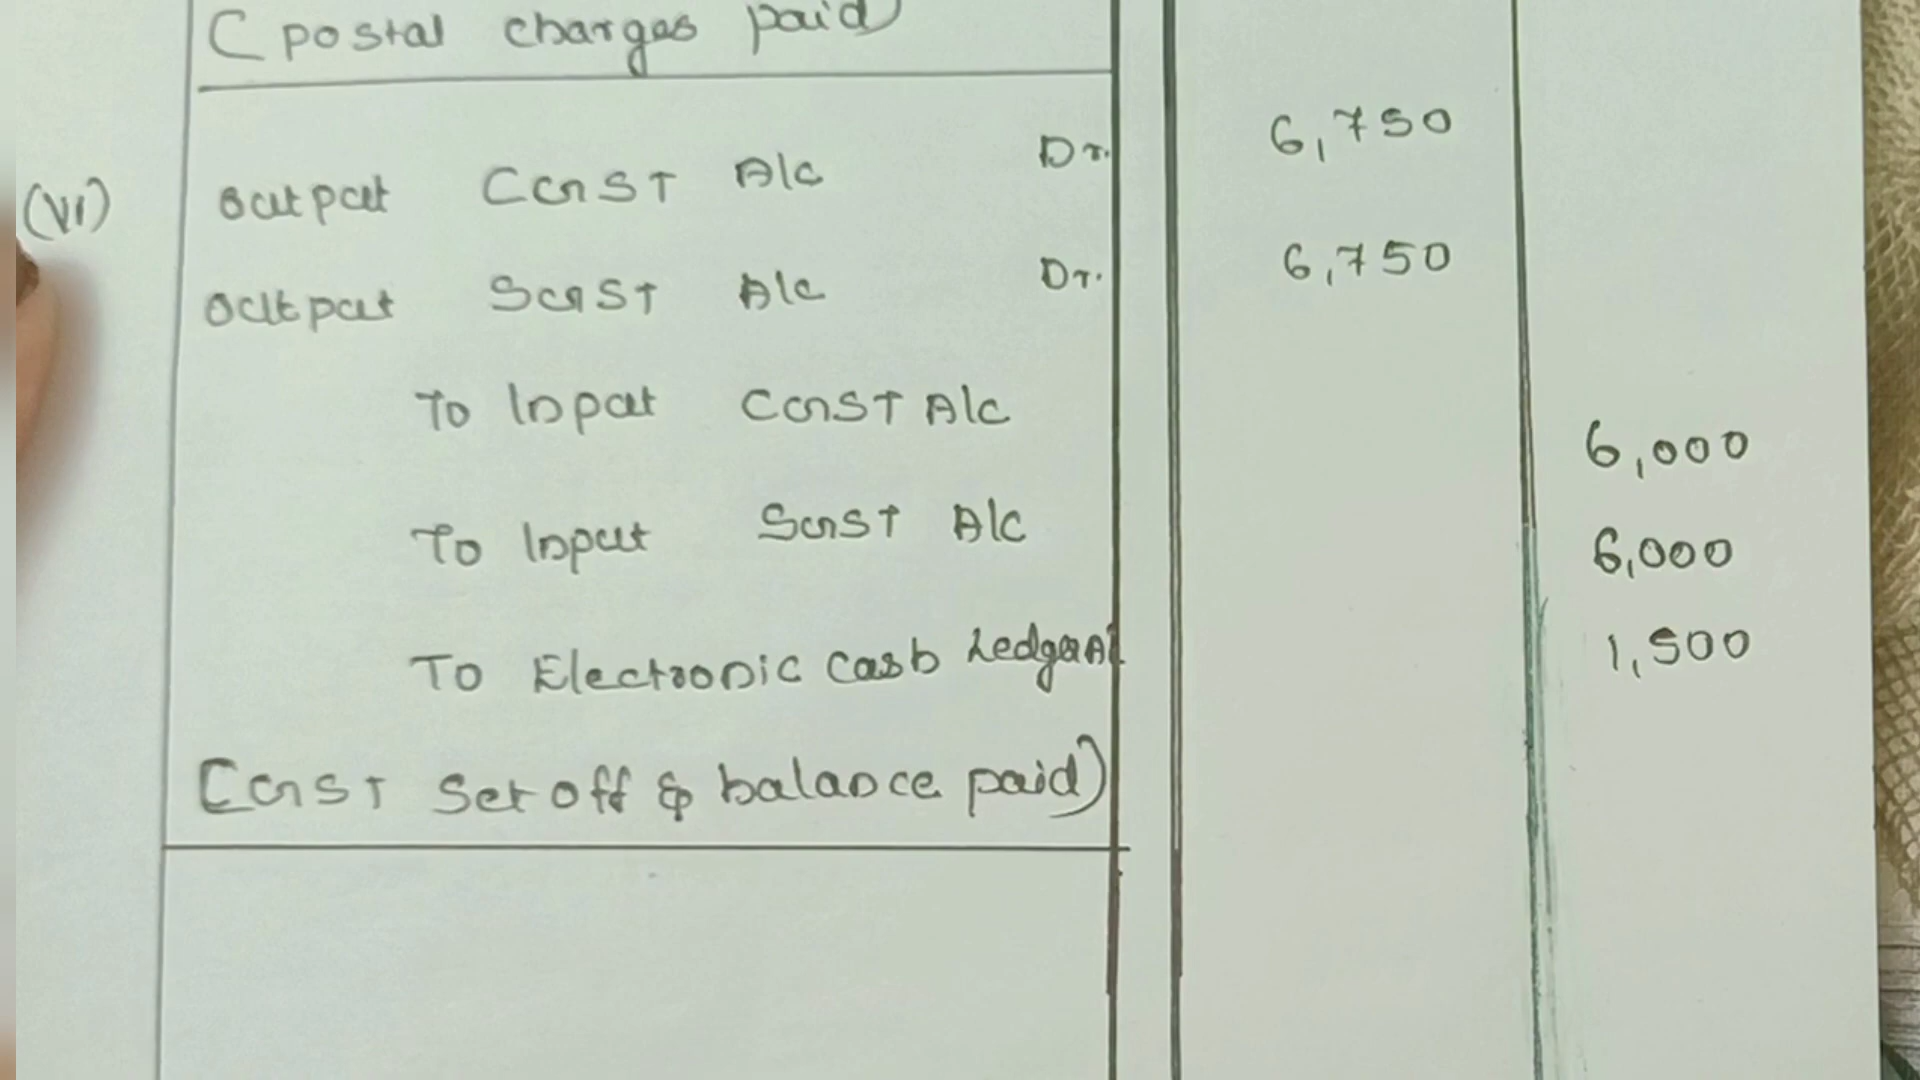 (postal charges paid)
(VI) Output CGST A/c Dr. 6,750
Output SGST A/c Dr. 6,750
To Input CGST A/c 6,000
To Input SGST A/c 6,000
To Electronic Cash Ledger A/c 1,500
[GST Set off & balance paid)